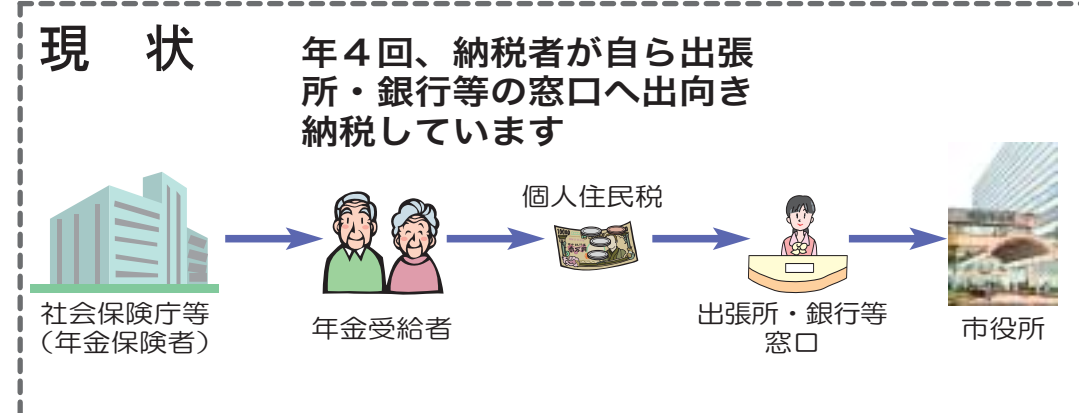 現 状
年４回、納税者が自ら出張
所・銀行等の窓口へ出向き
納税しています
個人住民税
社会保険庁等
（年金保険者）
年金受給者
出張所・銀行等
窓口
市役所